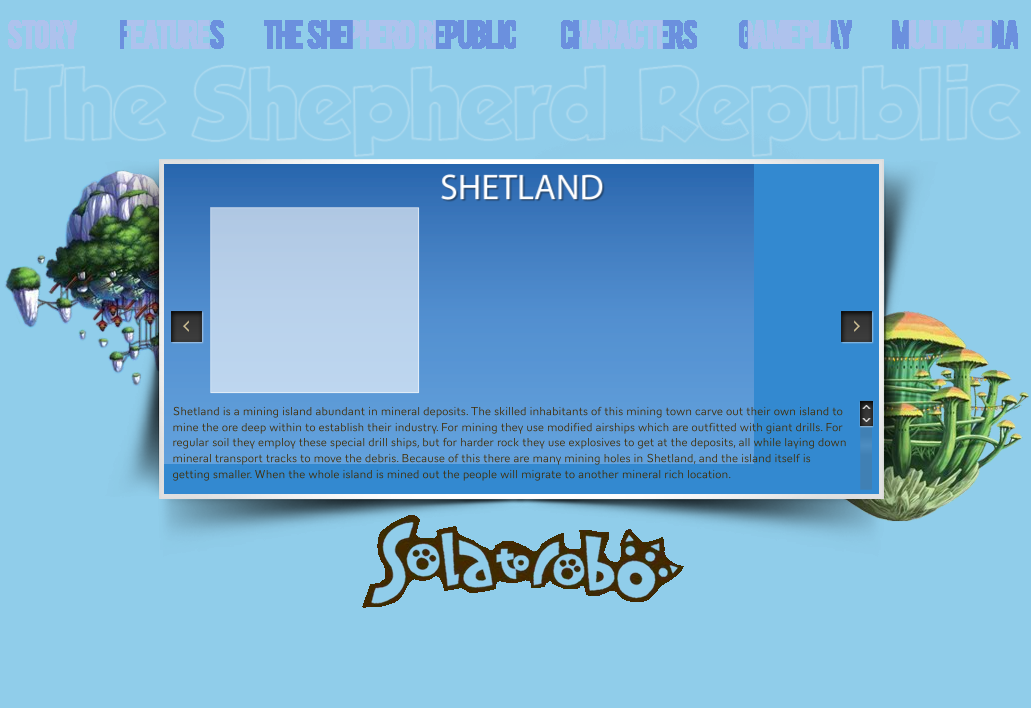 STORY FEATURES THE SHEPHERD REPUBLIC CHARACTERS GAMEPLAY MULTIMEDIA
The Shepherd Republic
SHETLAND
Shetland is a mining island abundant in mineral deposits. The skilled inhabitants of this mining town carve out their own island to
mine the ore deep within to establish their industry. For mining they use modified airships which are outfitted with giant drills. For
regular soil they employ these special drill ships, but for harder rock they use explosives to get at the deposits, all while laying down
mineral transport tracks to move the debris. Because of this there are many mining holes in Shetland, and the island itself is
getting smaller. When the whole island is mined out the people will migrate to another mineral rich location.
Solatorobo